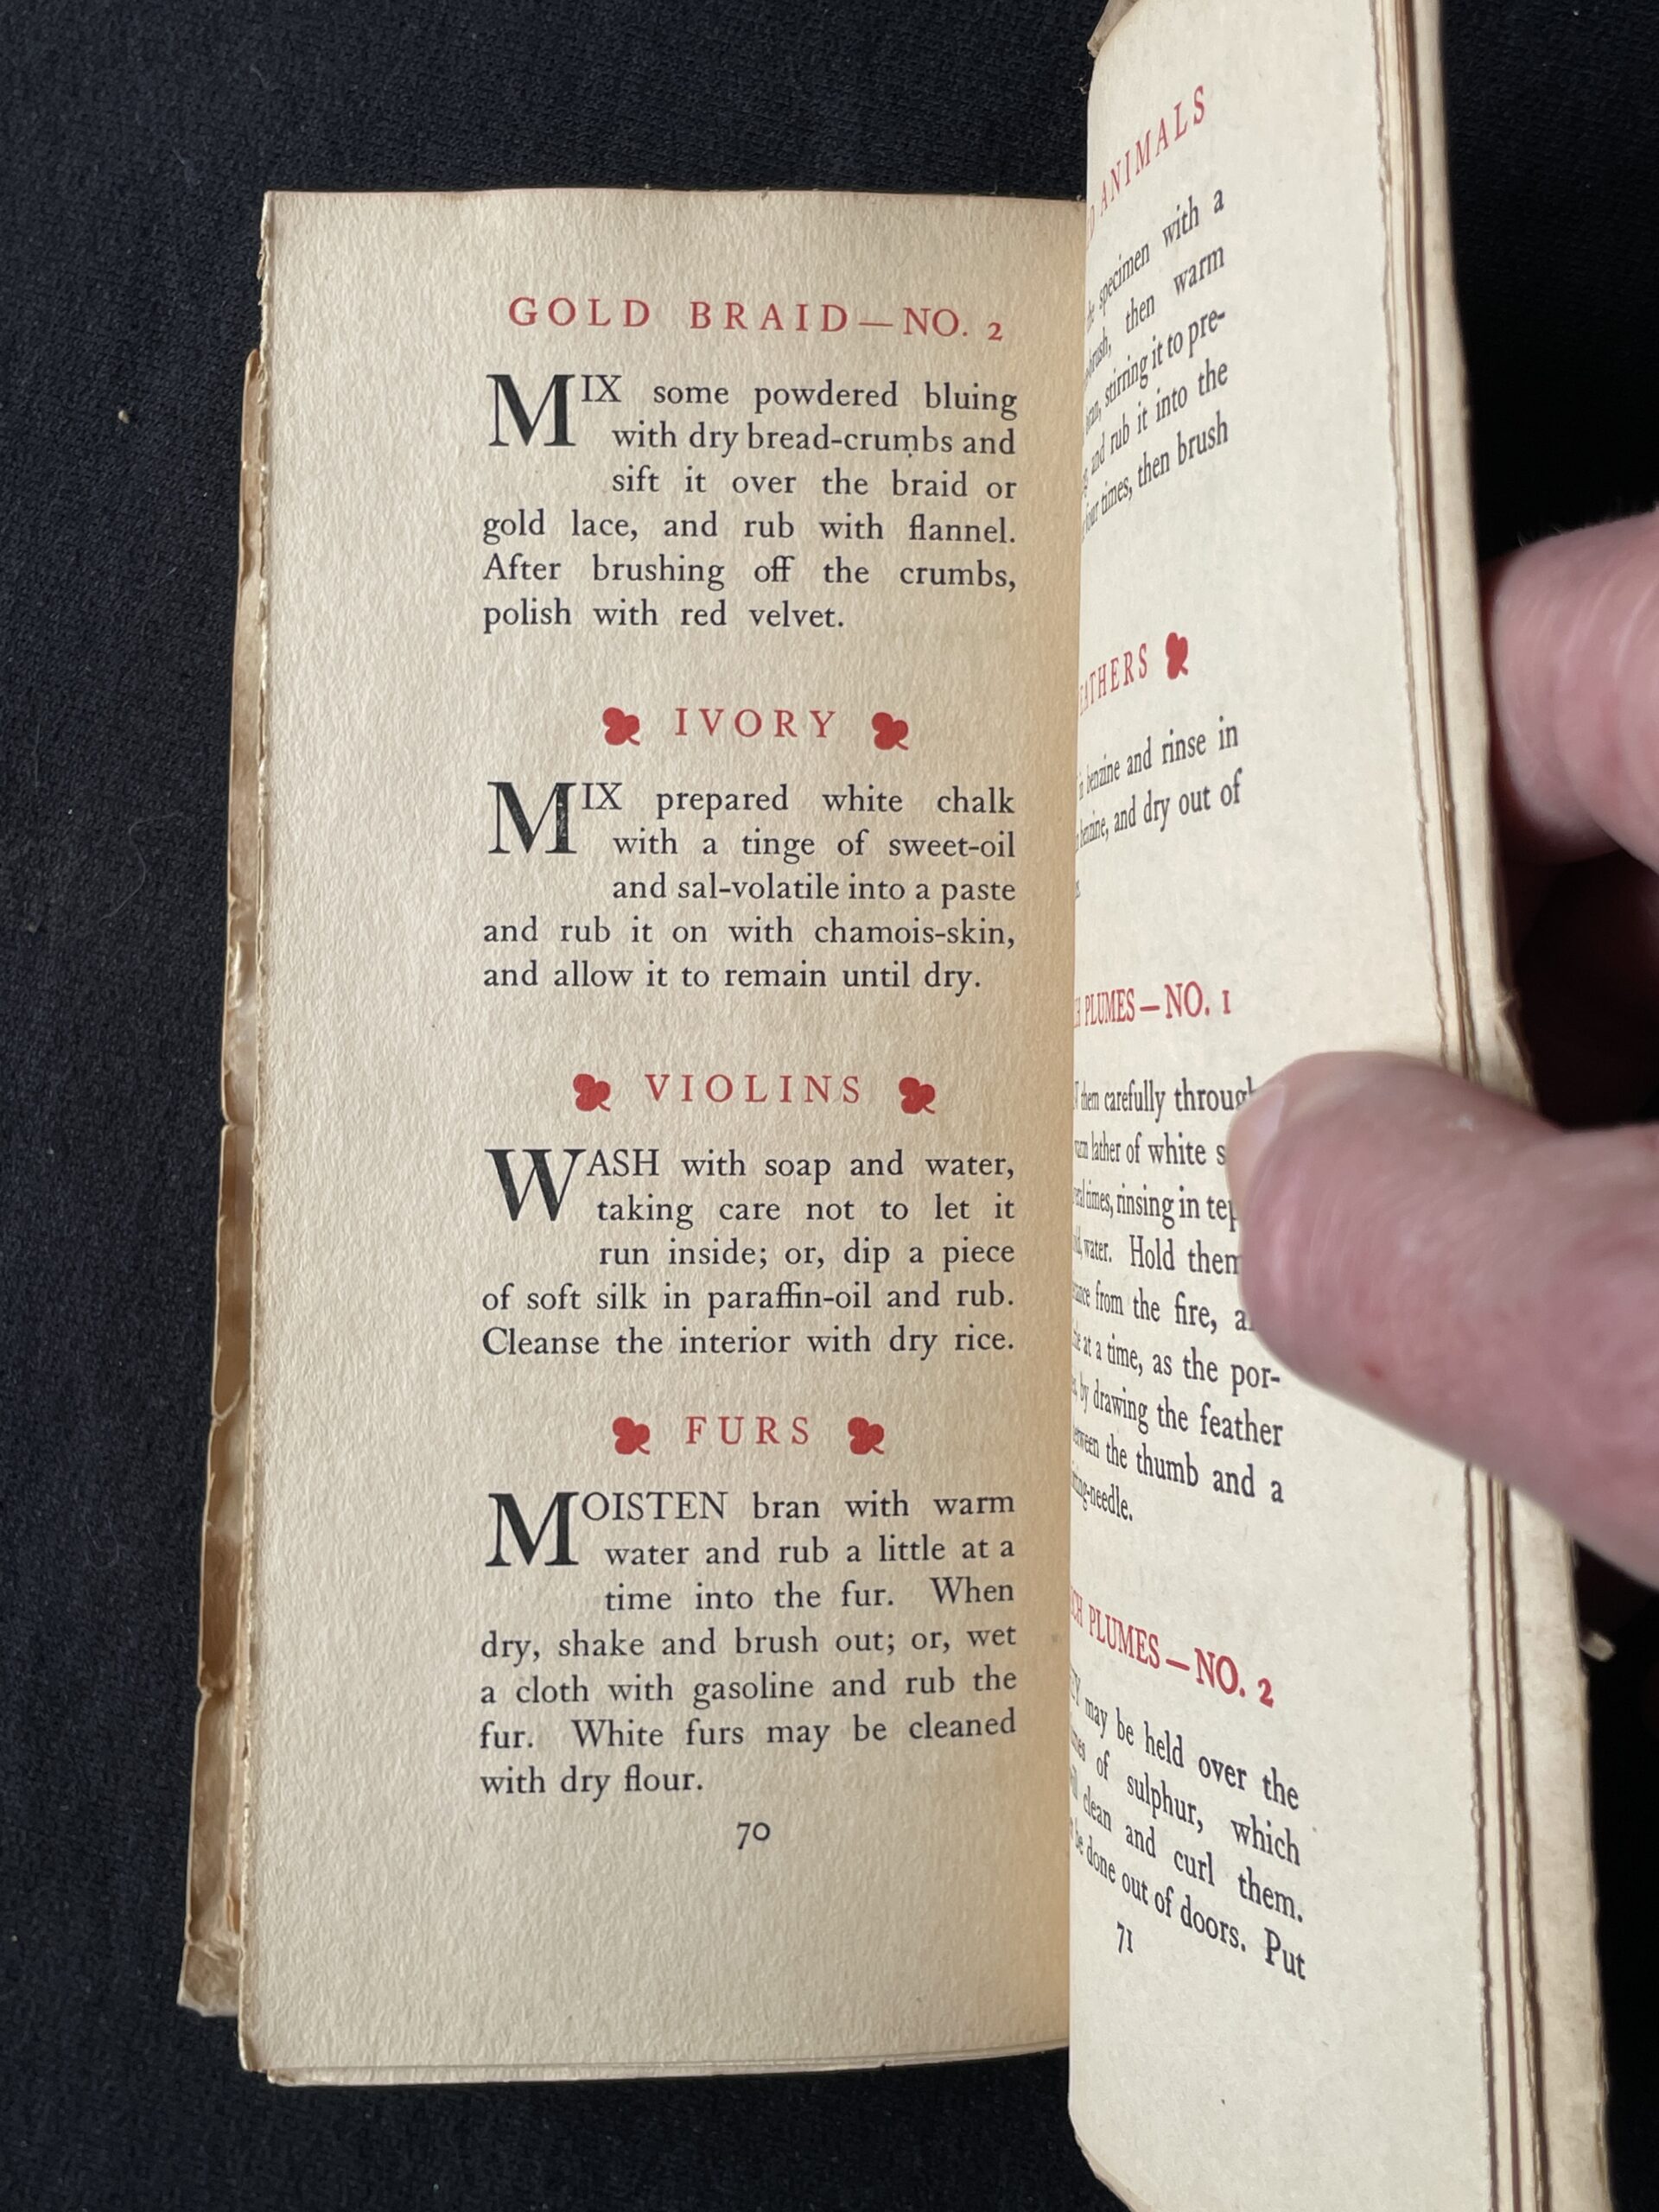 GOLD BRAID—NO. 2
MIX some powdered bluing
with dry bread-crumbs and
sift it over the braid or
gold lace, and rub with flannel.
After brushing off the crumbs,
polish with red velvet.
IVORY
MIX prepared white chalk
with a tinge of sweet-oil
and sal-volatile into a paste
and rub it on with chamois-skin,
and allow it to remain until dry.
VIOLINS
WASH with soap and water,
taking care not to let it
run inside; or, dip a piece
of soft silk in paraffin-oil and rub.
Cleanse the interior with dry rice.
FURS
MOISTEN bran with warm
water and rub a little at a
time into the fur. When
dry, shake and brush out; or, wet
a cloth with gasoline and rub the
fur. White furs may be cleaned
with dry flour.
70
ANIMALS
specimen with a
then warm
stirring it to pre-
and rub it into the
four times, then brush
benzine and rinse in
and dry out of
PLUMES—NO. 1
them carefully
lather of white
times, rinsing in
water. Hold
from the fire,
at a time, as the por-
by drawing the feather
between the thumb and a
PLUMES—NO. 2
may be held over the
of sulphur, which
clean and curl them.
be done out of doors. Put
71